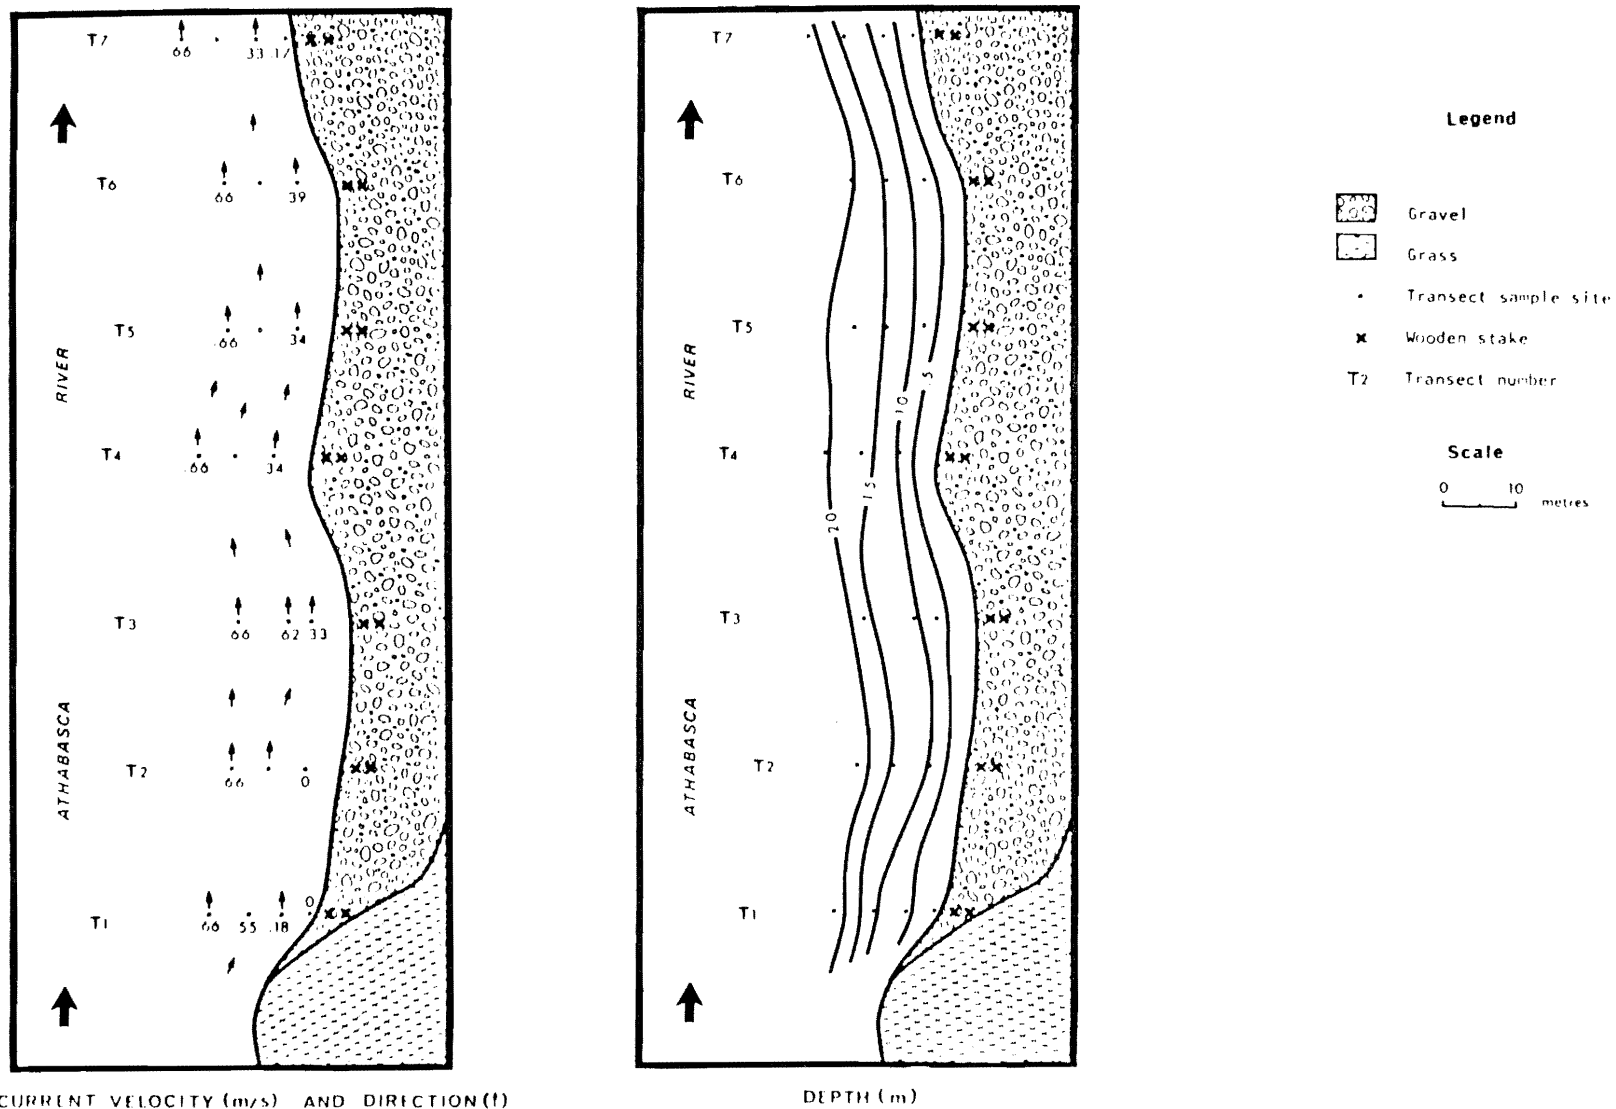 T7
66
33 .17
T6
66
39
T5
.66
34
RIVER
T4
.66
34
T3
66
62
33
ATHABASCA
T2
66
0
0
T1
66
55
.18
CURRENT VELOCITY (m/s) AND DIRECTION (↑)
T7
T6
T5
RIVER
.5
10
T4
15
20
T3
ATHABASCA
T2
T1
DEPTH (m)
Legend
Gravel
Grass
Transect sample site
Wooden stake
T2 Transect number
Scale
0 10
metres